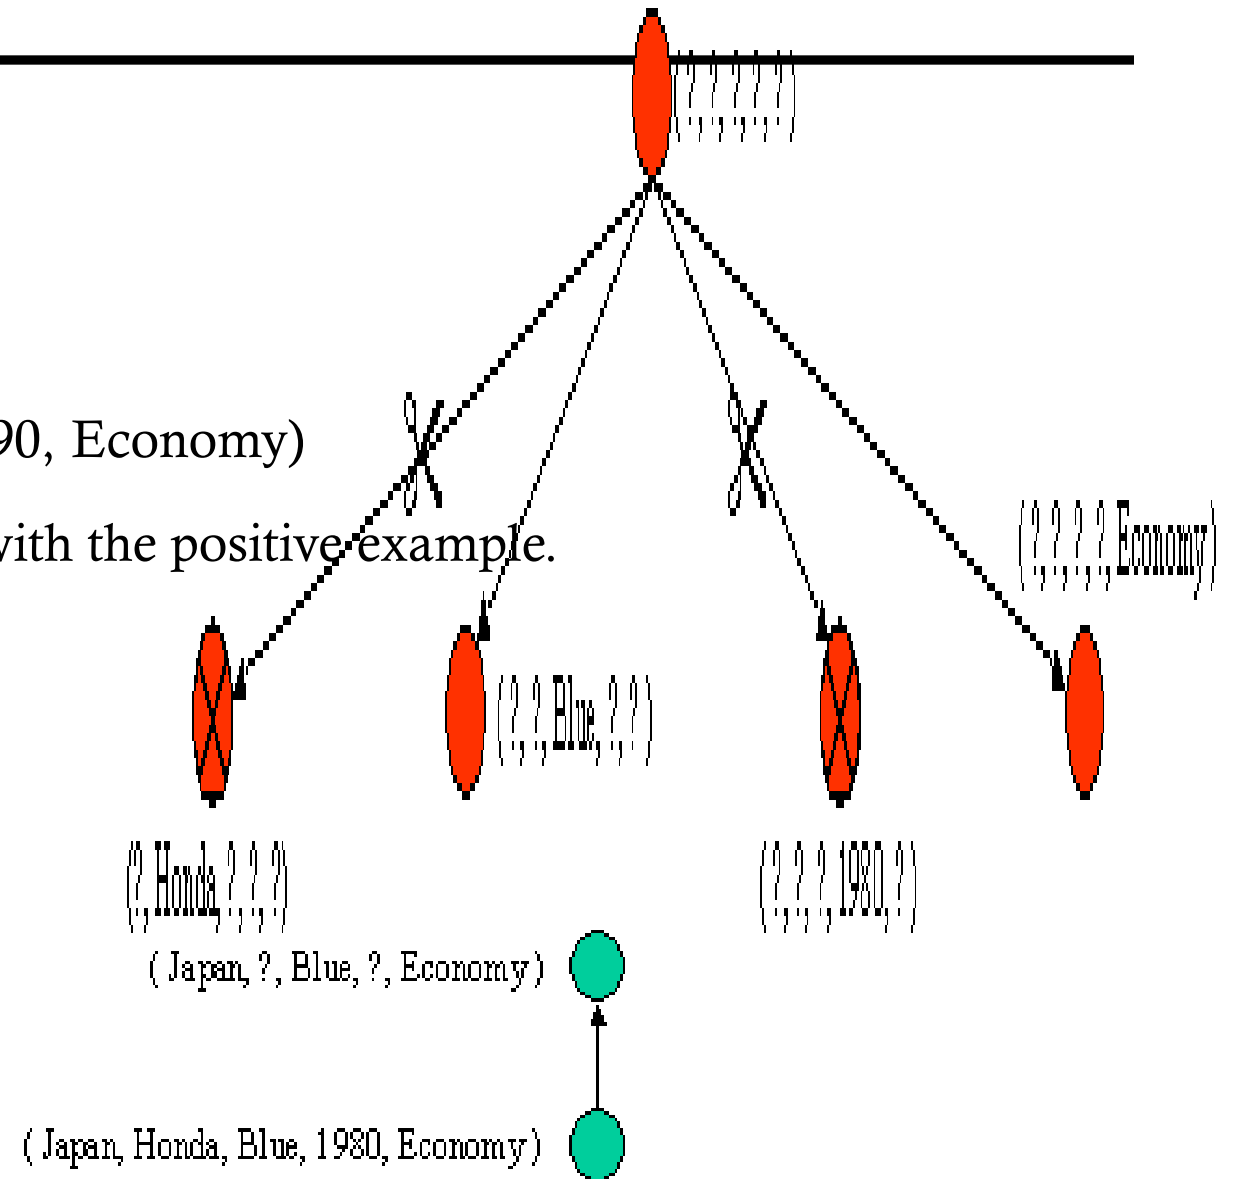 (?, ?, ?, ?, ?)
90, Economy)
with the positive example.
(?, ?, ?, ?, Economy)
(?, ?, Blue, ?, ?)
(?, Honda, ?, ?, ?)
(?, ?, ?, 1980, ?)
( Japan, ?, Blue, ?, Economy )
( Japan, Honda, Blue, 1980, Economy )